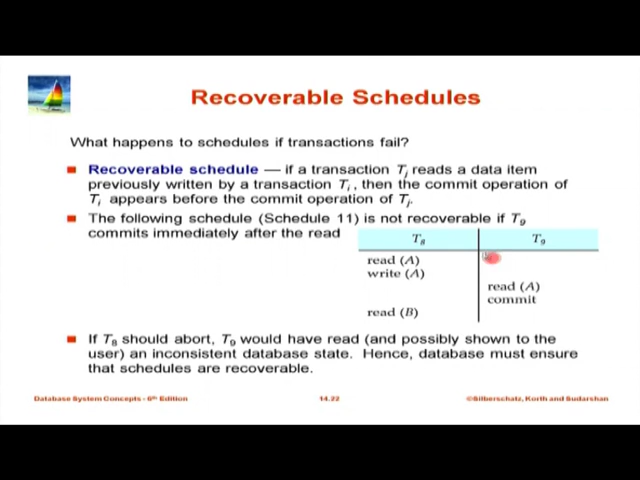 Recoverable Schedules
What happens to schedules if transactions fail?
Recoverable schedule — if a transaction Tj reads a data item
previously written by a transaction Ti, then the commit operation of
Ti appears before the commit operation of Tj.
The following schedule (Schedule 11) is not recoverable if T9
commits immediately after the read
T8 T9
read (A)
write (A)
read (A)
commit
read (B)
If T8 should abort, T9 would have read (and possibly shown to the
user) an inconsistent database state. Hence, database must ensure
that schedules are recoverable.
Database System Concepts - 6th Edition 14.22 ©Silberschatz, Korth and Sudarshan